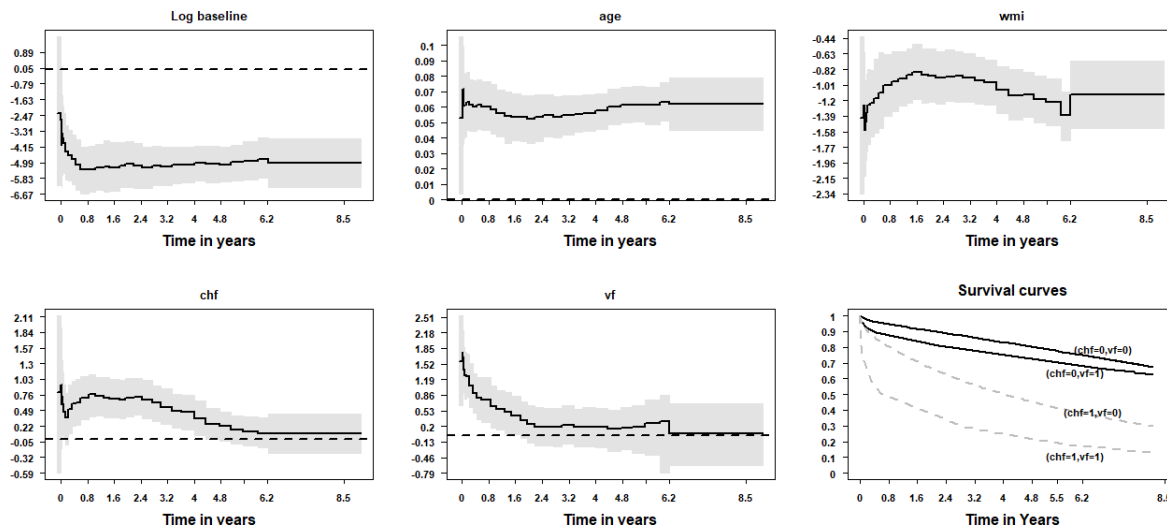 Log baseline
0.89
0.05
-0.79
-1.63
-2.47
-3.31
-4.15
-4.99
-5.83
-6.67
0 0.8 1.6 2.4 3.2 4 4.8 6.2 8.5
Time in years
age
0.1
0.09
0.08
0.07
0.06
0.05
0.04
0.03
0.02
0.01
0
0 0.8 1.6 2.4 3.2 4 4.8 6.2 8.5
Time in years
wmi
-0.44
-0.63
-0.82
-1.01
-1.2
-1.39
-1.58
-1.77
-1.96
-2.15
-2.34
0 0.8 1.6 2.4 3.2 4 4.8 6.2 8.5
Time in years
chf
2.11
1.84
1.57
1.3
1.03
0.76
0.49
0.22
-0.05
-0.32
-0.59
0 0.8 1.6 2.4 3.2 4 4.8 6.2 8.5
Time in years
vf
2.51
2.18
1.85
1.52
1.19
0.86
0.53
0.2
-0.13
-0.46
-0.79
0 0.8 1.6 2.4 3.2 4 4.8 6.2 8.5
Time in years
Survival curves
1
0.9
0.8
0.7
0.6
0.5
0.4
0.3
0.2
0.1
0
(chf=0,vf=0)
(chf=0,vf=1)
(chf=1,vf=0)
(chf=1,vf=1)
0 0.8 1.6 2.4 3.2 4 4.8 5.5 6.2 8.5
Time in Years